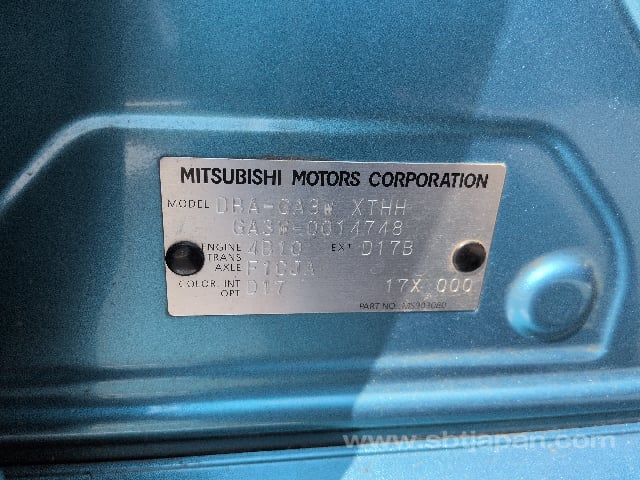 MITSUBISHI MOTORS CORPORATION
MODEL DBA-GA3W XTHH
GA3W-0014748
ENGINE 4B10 EXT D17B
TRANS AXLE F1CJA
COLOR, INT OPT D17 17X 000
PART NO.
www.sbtjapan.com